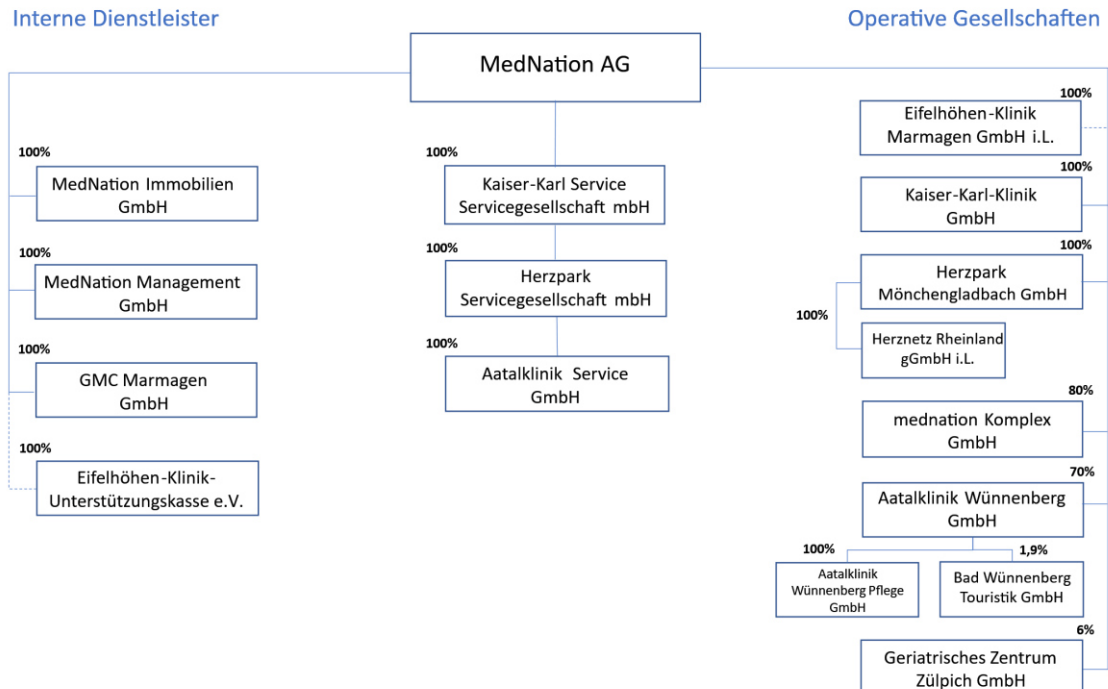 Interne Dienstleister
Operative Gesellschaften
MedNation AG
100%
MedNation Immobilien
GmbH
100%
MedNation Management
GmbH
100%
GMC Marmagen
GmbH
100%
Eifelhöhen-Klinik-
Unterstützungskasse e.V.
100%
Kaiser-Karl Service
Servicegesellschaft mbH
100%
Herzpark
Servicegesellschaft mbH
100%
Aatalklinik Service
GmbH
100%
Eifelhöhen-Klinik
Marmagen GmbH i.L.
100%
Kaiser-Karl-Klinik
GmbH
100%
Herzpark
Mönchengladbach GmbH
100%
Herznetz Rheinland
gGmbH i.L.
80%
mednation Komplex
GmbH
70%
Aatalklinik Wünnenberg
GmbH
100%
Aatalklinik
Wünnenberg Pflege
GmbH
1,9%
Bad Wünnenberg
Touristik GmbH
6%
Geriatrisches Zentrum
Zülpich GmbH